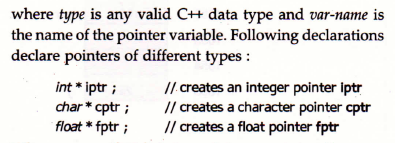 where type is any valid C++ data type and var-name is
the name of the pointer variable. Following declarations
declare pointers of different types :
int * iptr ; // creates an integer pointer iptr
char * cptr ; // creates a character pointer cptr
float * fptr ; // creates a float pointer fptr